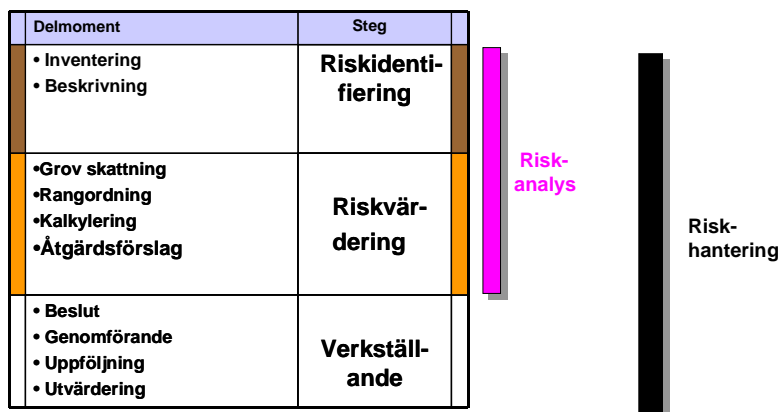 Delmoment Steg
• Inventering
• Beskrivning
Riskidenti-
fiering
•Grov skattning
•Rangordning
•Kalkylering
•Åtgärdsförslag
Riskvär-
dering
• Beslut
• Genomförande
• Uppföljning
• Utvärdering
Verkställ-
ande
Risk-
analys
Risk-
hantering